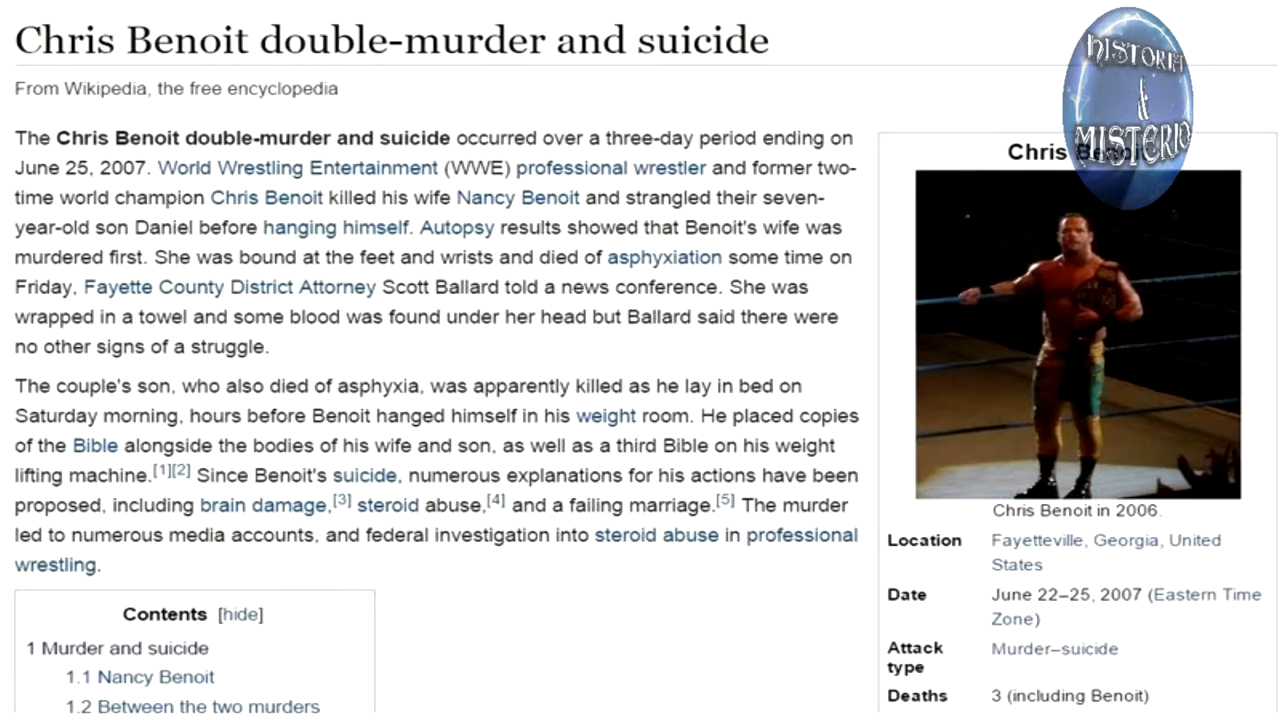 Chris Benoit double-murder and suicide
From Wikipedia, the free encyclopedia
The Chris Benoit double-murder and suicide occurred over a three-day period ending on
June 25, 2007. World Wrestling Entertainment (WWE) professional wrestler and former two-
time world champion Chris Benoit killed his wife Nancy Benoit and strangled their seven-
year-old son Daniel before hanging himself. Autopsy results showed that Benoit's wife was
murdered first. She was bound at the feet and wrists and died of asphyxiation some time on
Friday, Fayette County District Attorney Scott Ballard told a news conference. She was
wrapped in a towel and some blood was found under her head but Ballard said there were
no other signs of a struggle.
The couple's son, who also died of asphyxia, was apparently killed as he lay in bed on
Saturday morning, hours before Benoit hanged himself in his weight room. He placed copies
of the Bible alongside the bodies of his wife and son, as well as a third Bible on his weight
lifting machine.[1][2] Since Benoit's suicide, numerous explanations for his actions have been
proposed, including brain damage,[3] steroid abuse,[4] and a failing marriage.[5] The murder
led to numerous media accounts, and federal investigation into steroid abuse in professional
wrestling.
Contents [hide]
1 Murder and suicide
1.1 Nancy Benoit
1.2 Between the two murders
HISTORIA
&
MISTERIO
Chris Benoit
Chris Benoit in 2006.
Location Fayetteville, Georgia, United
States
Date June 22–25, 2007 (Eastern Time
Zone)
Attack Murder–suicide
type
Deaths 3 (including Benoit)